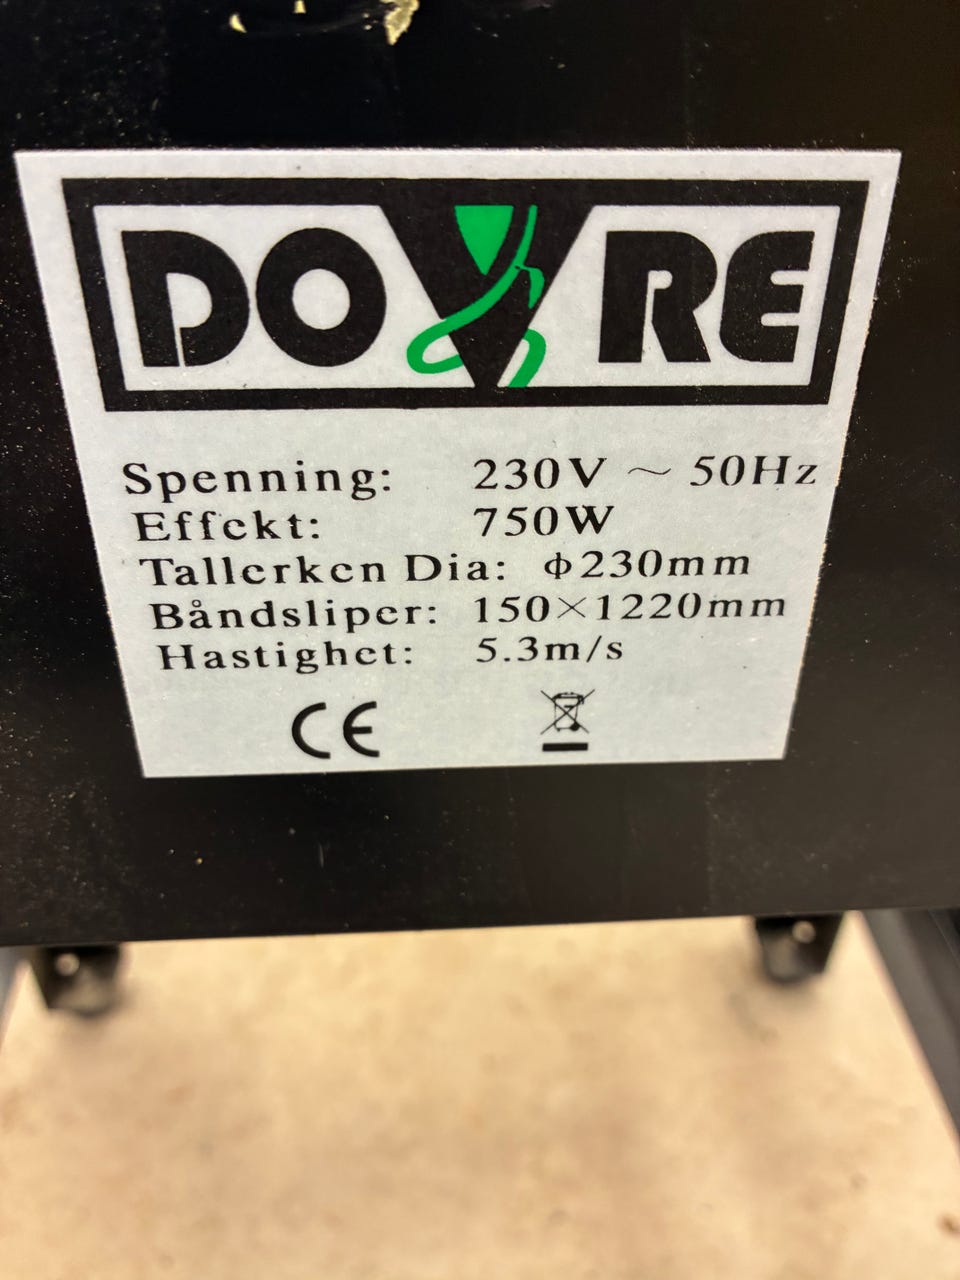 DOVRE
Spenning: 230V ~ 50Hz
Effekt: 750W
Tallerken Dia: ϕ230mm
Båndsliper: 150×1220mm
Hastighet: 5.3m/s
CE